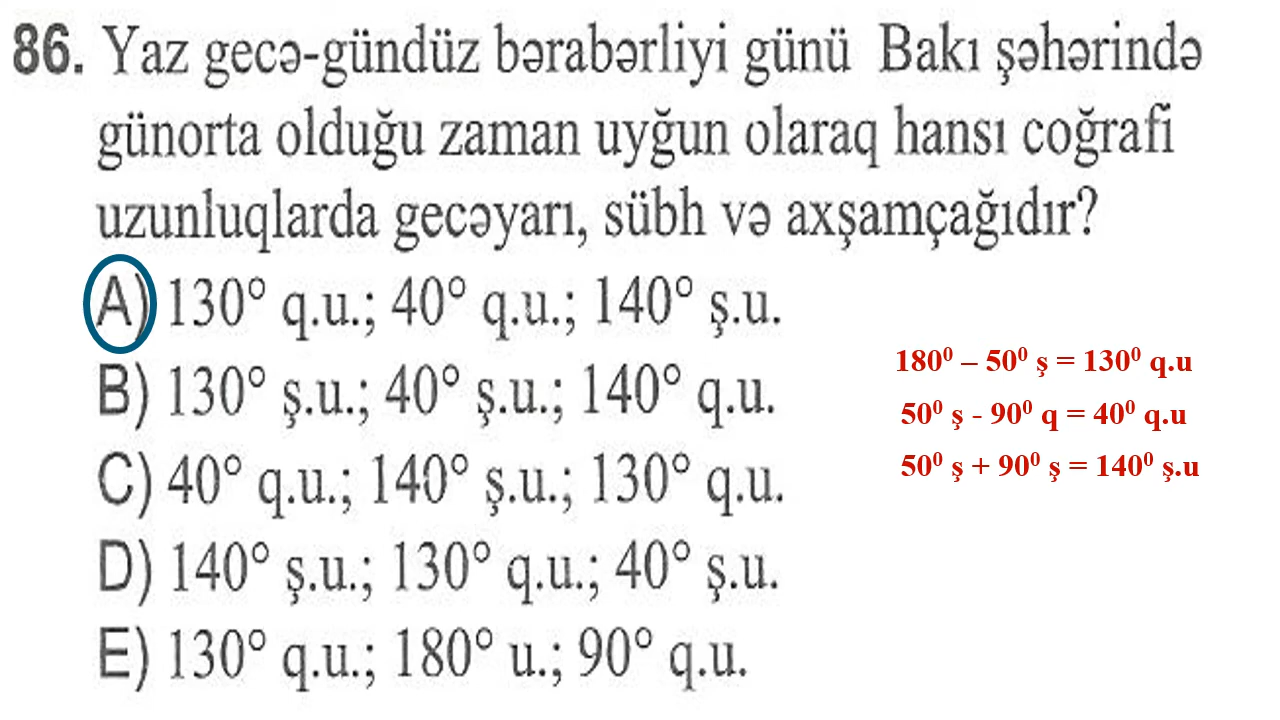 86. Yaz gecə-gündüz bərabərliyi günü Bakı şəhərində
günorta olduğu zaman uyğun olaraq hansı coğrafi
uzunluqlarda gecəyarı, sübh və axşamçağıdır?
A) 130° q.u.; 40° q.u.; 140° ş.u.
B) 130° ş.u.; 40° ş.u.; 140° q.u.
C) 40° q.u.; 140° ş.u.; 130° q.u.
D) 140° ş.u.; 130° q.u.; 40° ş.u.
E) 130° q.u.; 180° u.; 90° q.u.
180⁰ – 50⁰ ş = 130⁰ q.u
50⁰ ş - 90⁰ q = 40⁰ q.u
50⁰ ş + 90⁰ ş = 140⁰ ş.u